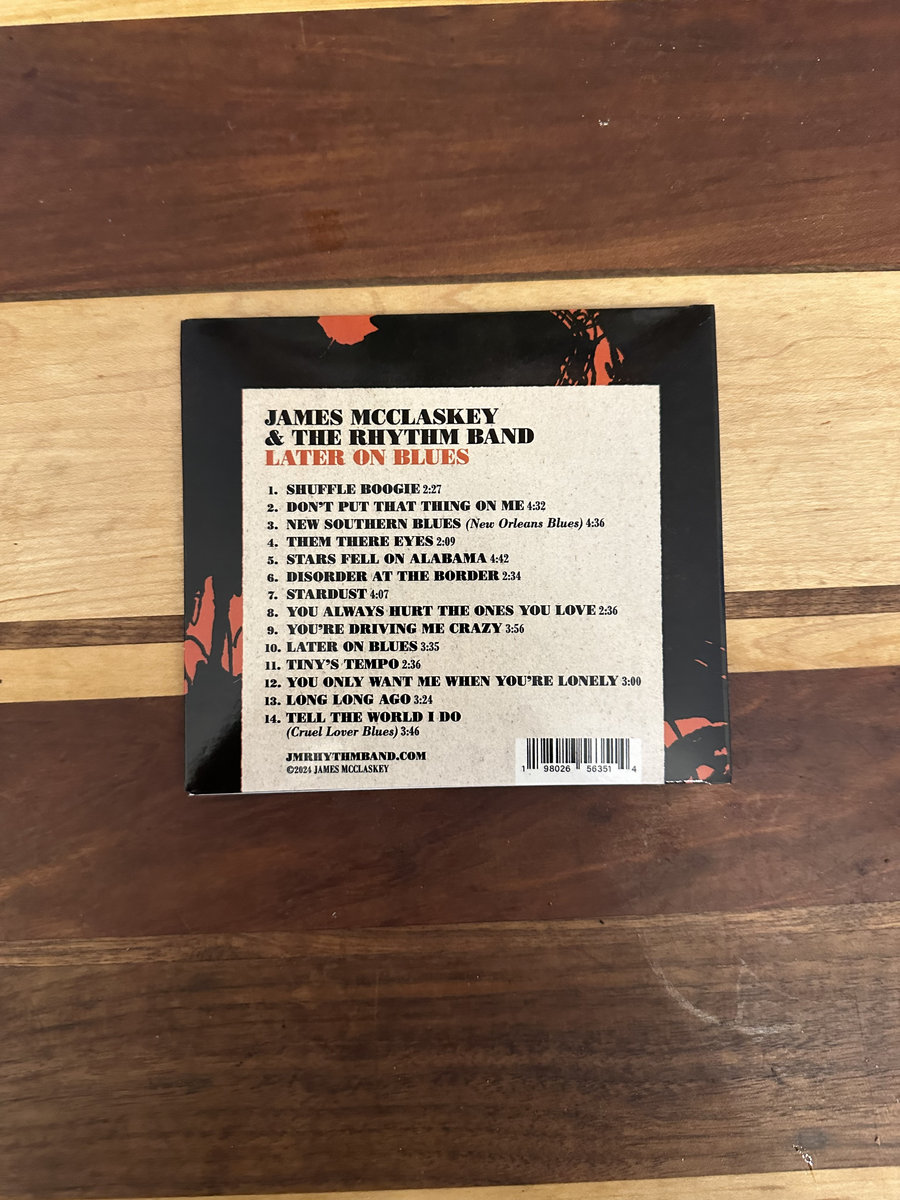 JAMES MCCLASKEY
& THE RHYTHM BAND
LATER ON BLUES
1. SHUFFLE BOOGIE 2:27
2. DON'T PUT THAT THING ON ME 4:32
3. NEW SOUTHERN BLUES (New Orleans Blues) 4:36
4. THEM THERE EYES 2:09
5. STARS FELL ON ALABAMA 4:42
6. DISORDER AT THE BORDER 2:34
7. STARDUST 4:07
8. YOU ALWAYS HURT THE ONES YOU LOVE 2:36
9. YOU'RE DRIVING ME CRAZY 3:56
10. LATER ON BLUES 3:35
11. TINY'S TEMPO 2:36
12. YOU ONLY WANT ME WHEN YOU'RE LONELY 3:00
13. LONG LONG AGO 3:24
14. TELL THE WORLD I DO
(Cruel Lover Blues) 3:46
JMRHYTHMBAND.COM
©2024 JAMES MCCLASKEY
1 98026 56351 4